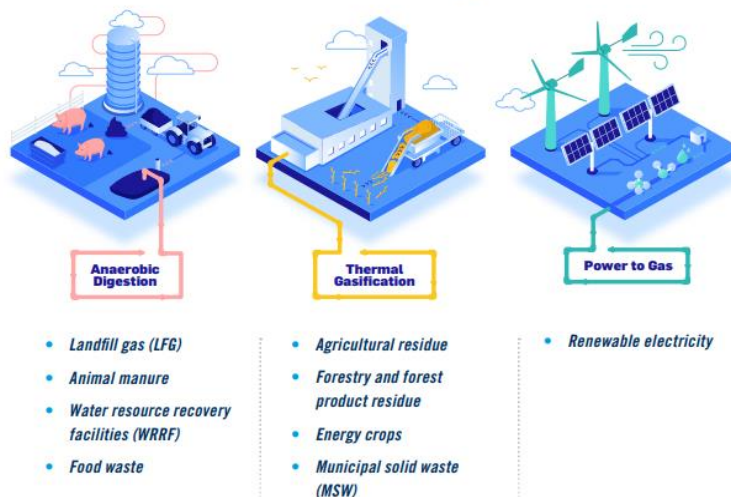 Anaerobic
Digestion
Thermal
Gasification
Power to Gas
• Landfill gas (LFG)
• Animal manure
• Water resource recovery
facilities (WRRF)
• Food waste
• Agricultural residue
• Forestry and forest
product residue
• Energy crops
• Municipal solid waste
(MSW)
• Renewable electricity